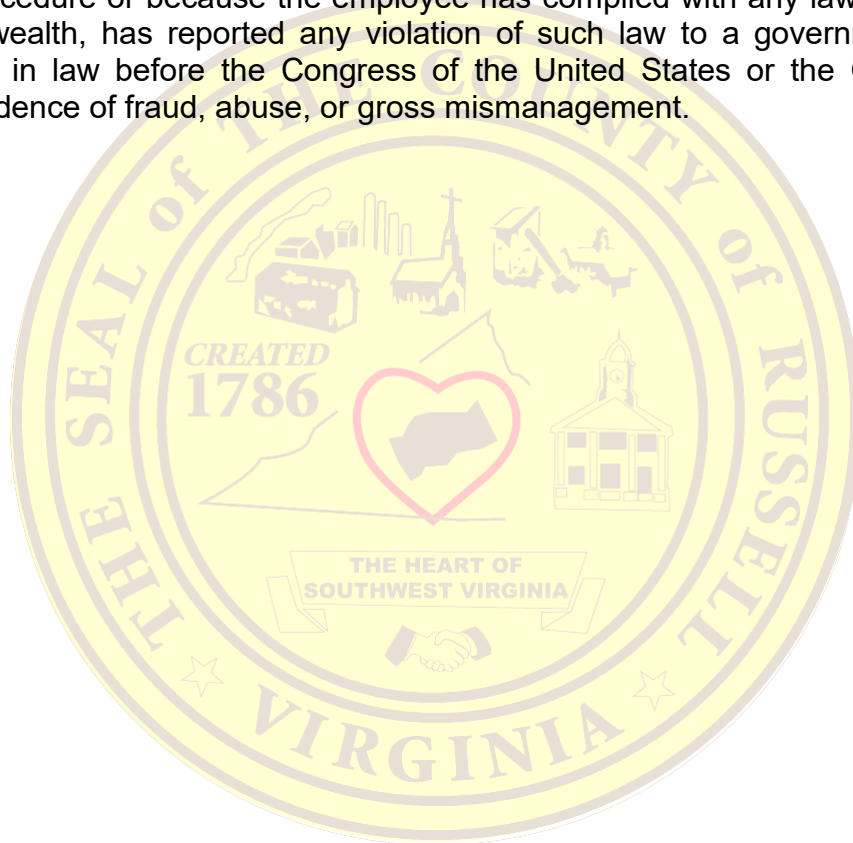 cedure or because the employee has complied with any law
wealth, has reported any violation of such law to a govern
in law before the Congress of the United States or the
dence of fraud, abuse, or gross mismanagement.
THE SEAL of THE COUNTY of RUSSELL
CREATED
1786
THE HEART OF
SOUTHWEST VIRGINIA
VIRGINIA